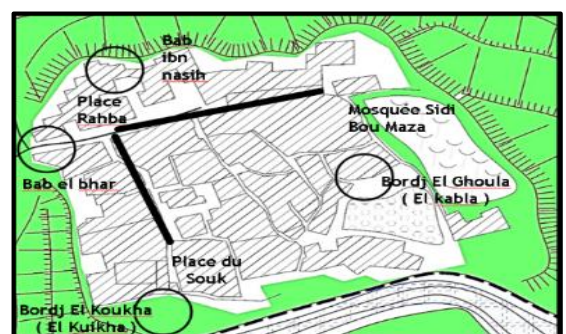 Bab
ibn
nasih
Place
Rahba
Mosquée Sidi
Bou Maza
Bab el bhar
Bordj El Ghoula
( El kabla )
Place du
Souk
Bordj El Koukha
( El Kulkha )